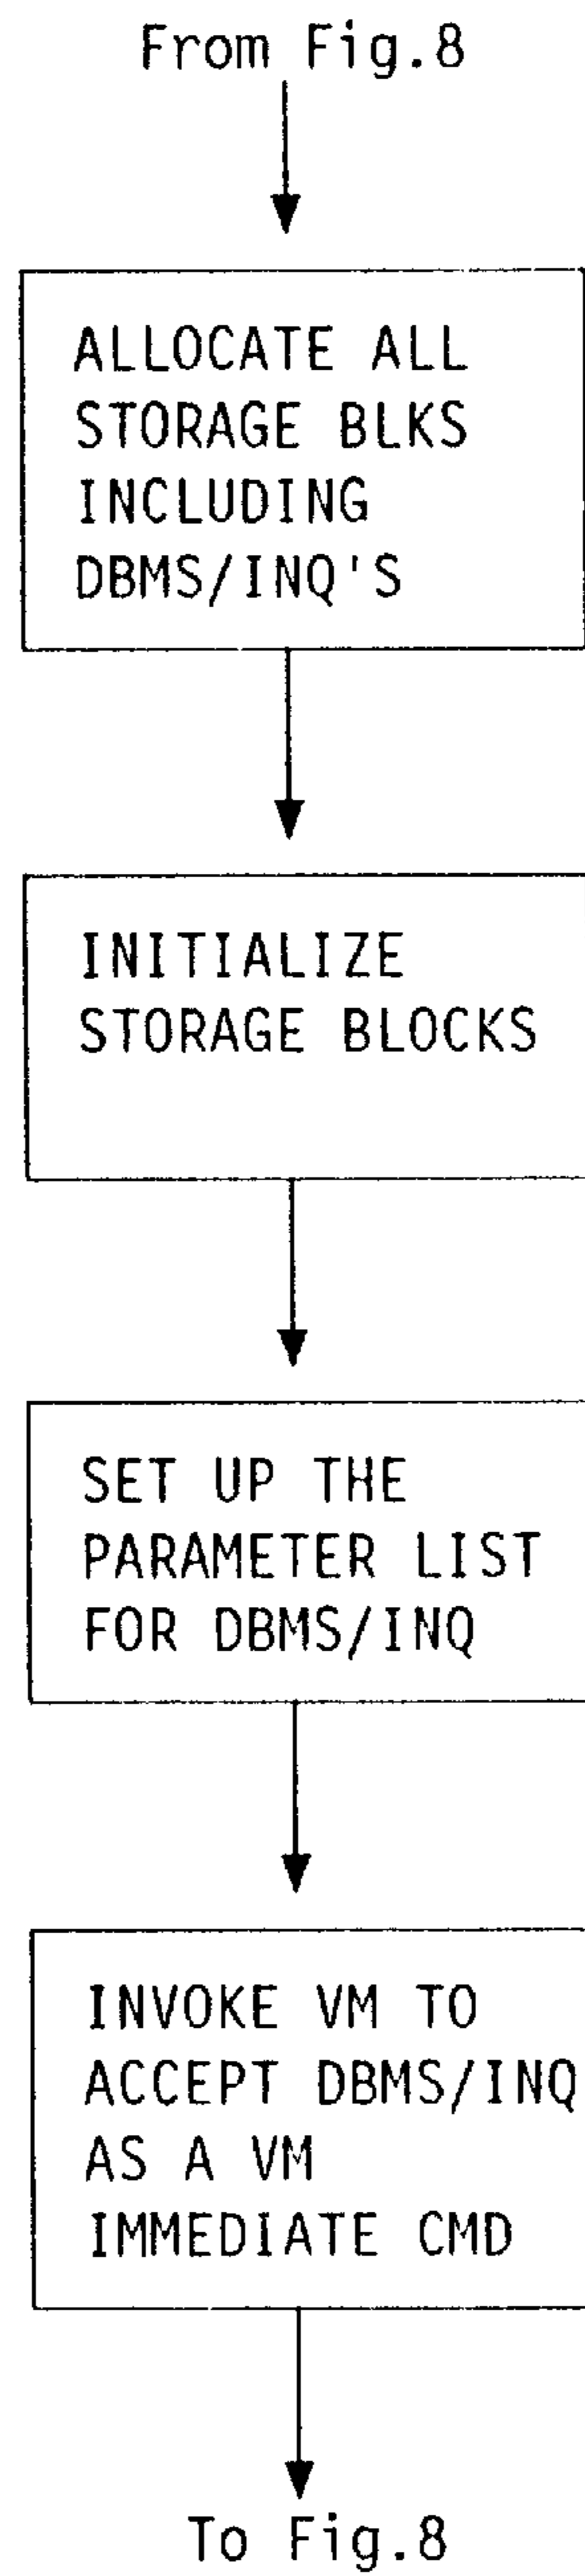 From Fig.8
ALLOCATE ALL
STORAGE BLKS
INCLUDING
DBMS/INQ'S
INITIALIZE
STORAGE BLOCKS
SET UP THE
PARAMETER LIST
FOR DBMS/INQ
INVOKE VM TO
ACCEPT DBMS/INQ
AS A VM
IMMEDIATE CMD
To Fig.8